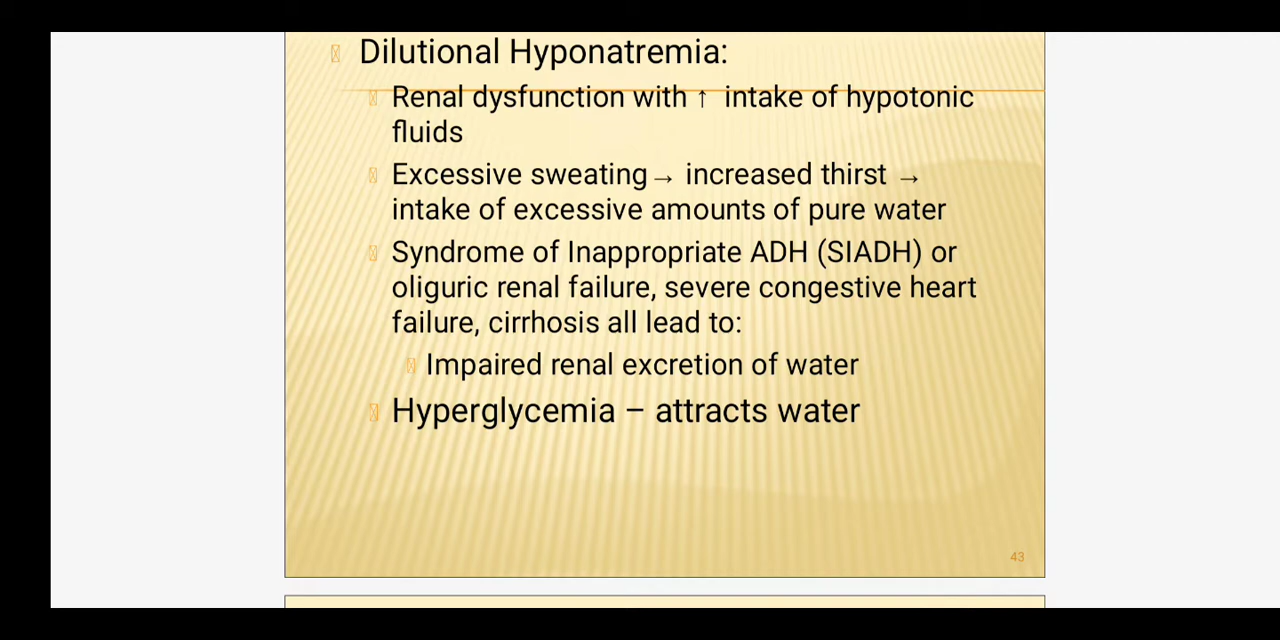 Dilutional Hyponatremia:
Renal dysfunction with ↑ intake of hypotonic
fluids
Excessive sweating→ increased thirst →
intake of excessive amounts of pure water
Syndrome of Inappropriate ADH (SIADH) or
oliguric renal failure, severe congestive heart
failure, cirrhosis all lead to:
Impaired renal excretion of water
Hyperglycemia – attracts water
43